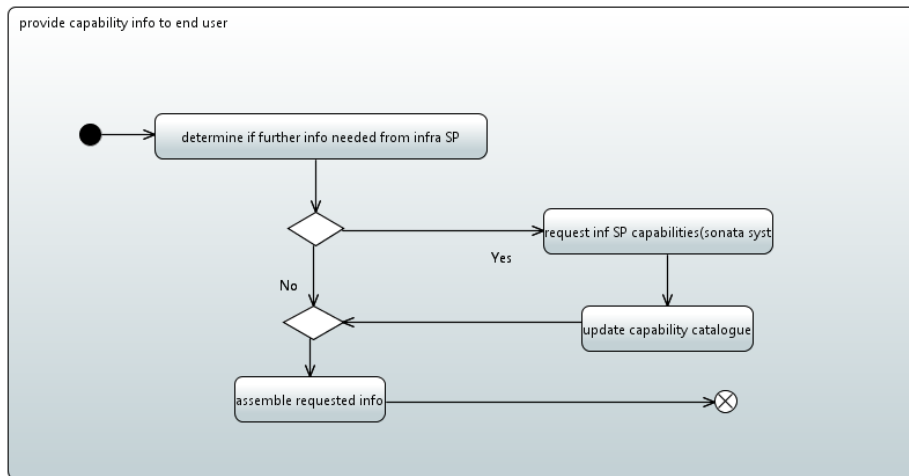 provide capability info to end user
determine if further info needed from infra SP
request inf SP capabilities(sonata syst
Yes
No
update capability catalogue
assemble requested info